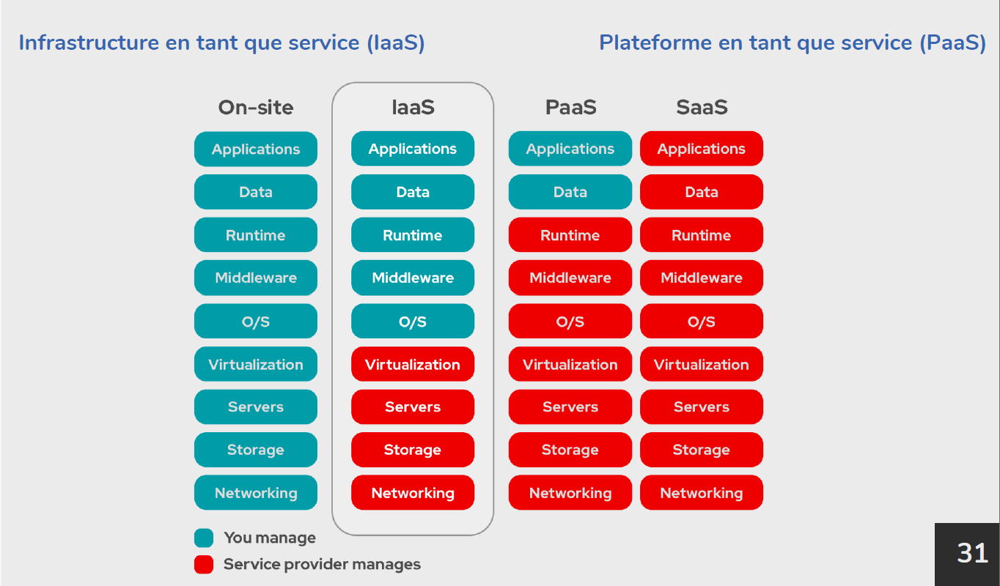 Infrastructure en tant que service (IaaS) Plateforme en tant que service (PaaS)
On-site IaaS PaaS SaaS
Applications Applications Applications Applications
Data Data Data Data
Runtime Runtime Runtime Runtime
Middleware Middleware Middleware Middleware
O/S O/S O/S O/S
Virtualization Virtualization Virtualization Virtualization
Servers Servers Servers Servers
Storage Storage Storage Storage
Networking Networking Networking Networking
You manage
Service provider manages
31